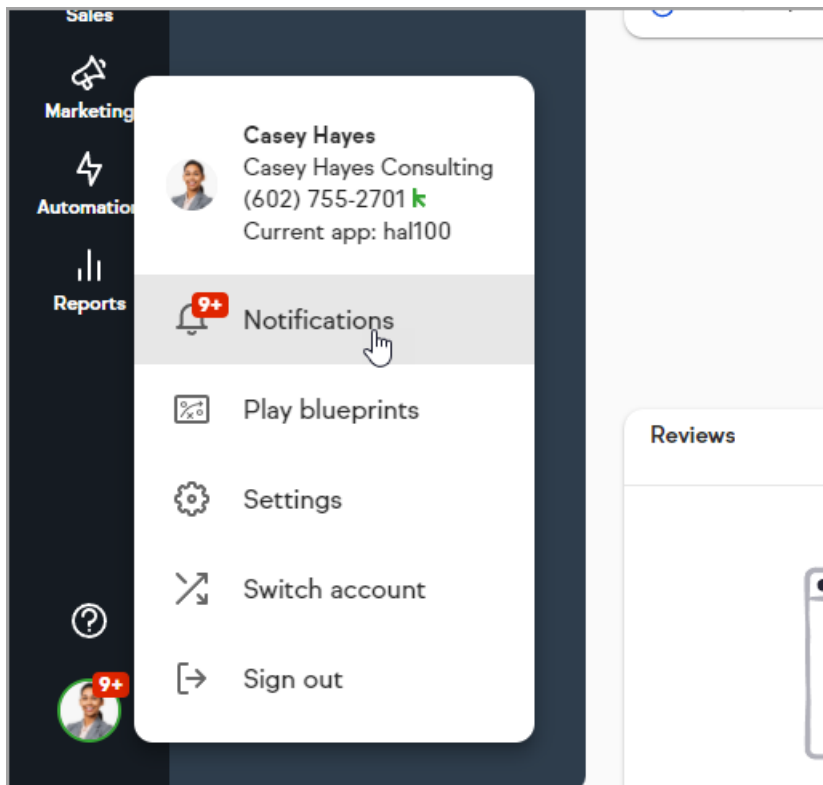 Sales
Marketing
Automation
Reports
9+
Casey Hayes
Casey Hayes Consulting
(602) 755-2701
Current app: hal100
9+
Notifications
Play blueprints
Settings
Switch account
Sign out
Reviews